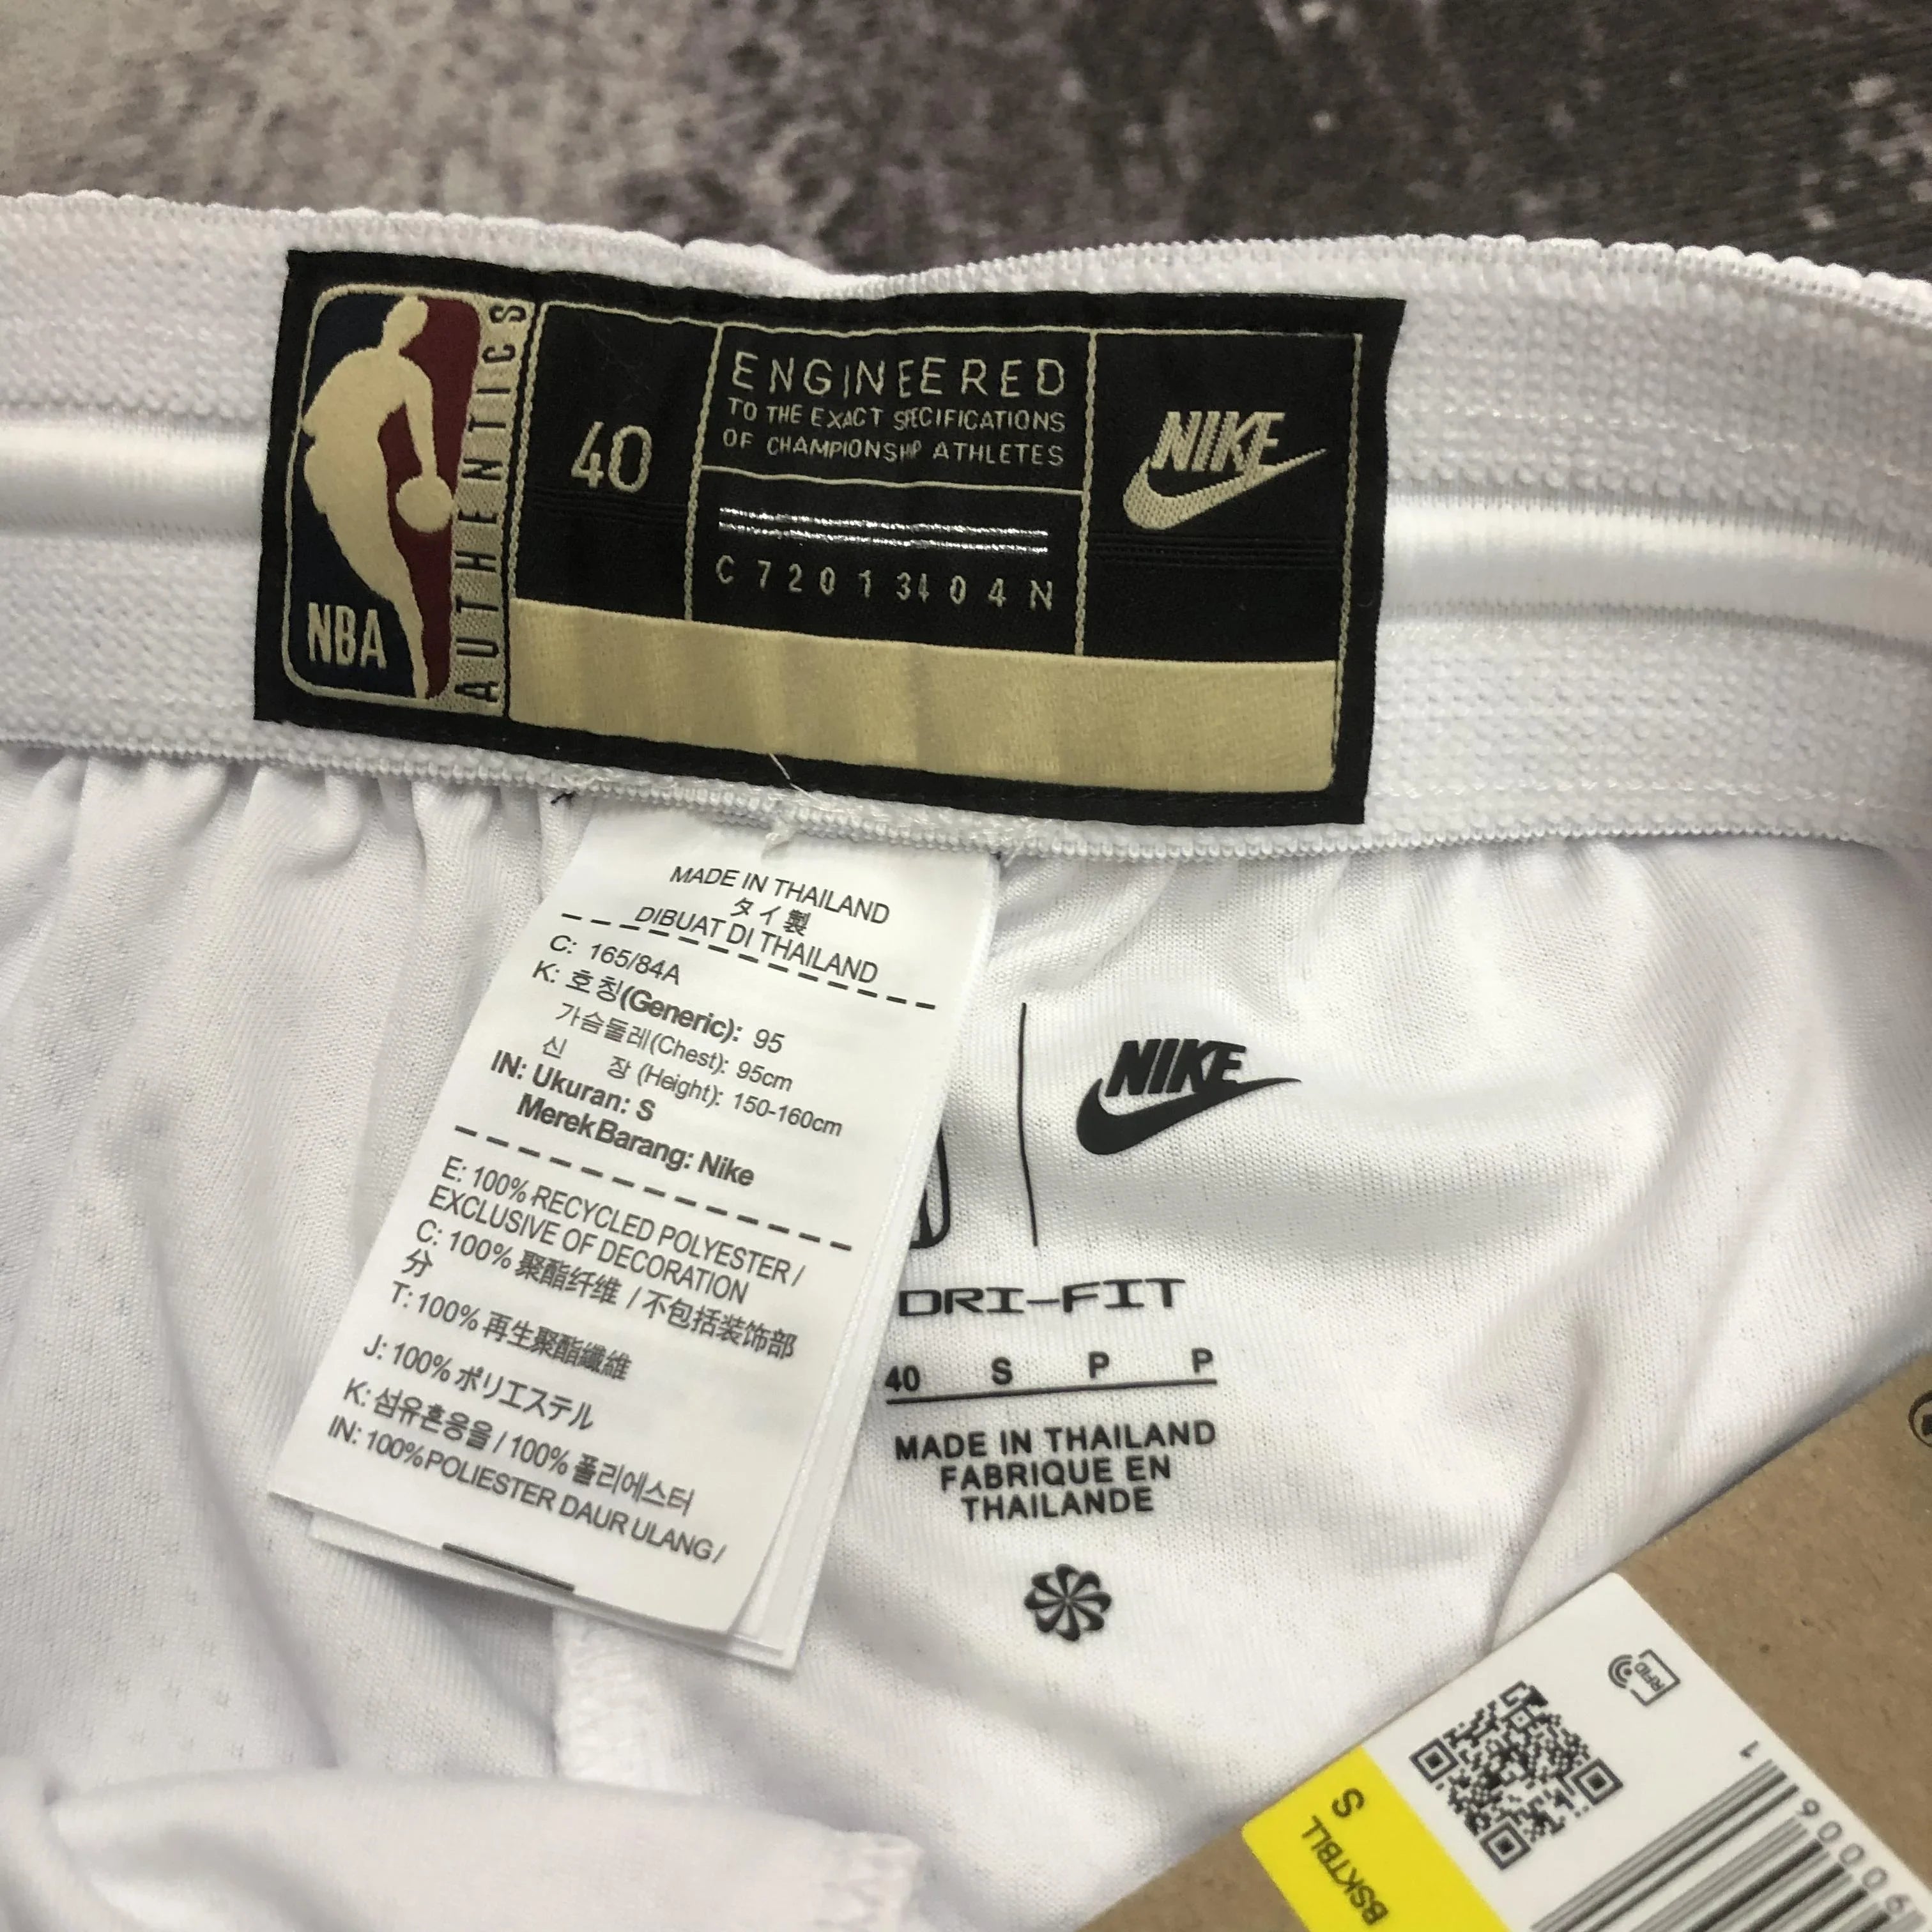 NBA
AUTHENTICS
40
ENGINEERED
TO THE EXACT SPECIFICATIONS
OF CHAMPIONSHIP ATHLETES
C 7 2 0 1 34 0 4 N
NIKE
MADE IN THAILAND
タイ製
DIBUAT DI THAILAND
C: 165/84A
K: 호칭(Generic): 95
가슴둘레(Chest): 95cm
신 장 (Height): 150-160cm
IN: Ukuran: S
Merek Barang: Nike
E: 100% RECYCLED POLYESTER /
EXCLUSIVE OF DECORATION
C: 100% 聚酯纤维 / 不包括装饰部
分
T: 100% 再生聚酯纖維
J: 100% ポリエステル
K: 섬유혼용율 / 100% 폴리에스터
IN: 100% POLIESTER DAUR ULANG /
NIKE
DRI-FIT
40 S P P
MADE IN THAILAND
FABRIQUE EN
THAILANDE
RFID
S
BSKTBLL